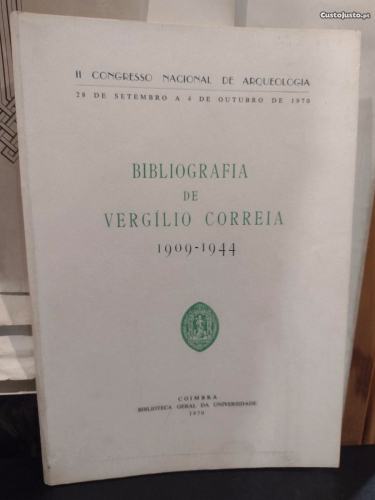 CustoJusto.pt
II CONGRESSO NACIONAL DE ARQUEOLOGIA
28 DE SETEMBRO A 4 DE OUTUBRO DE 1970
BIBLIOGRAFIA
DE
VERGÍLIO CORREIA
1909-1944
COIMBRA
BIBLIOTECA GERAL DA UNIVERSIDADE
1970